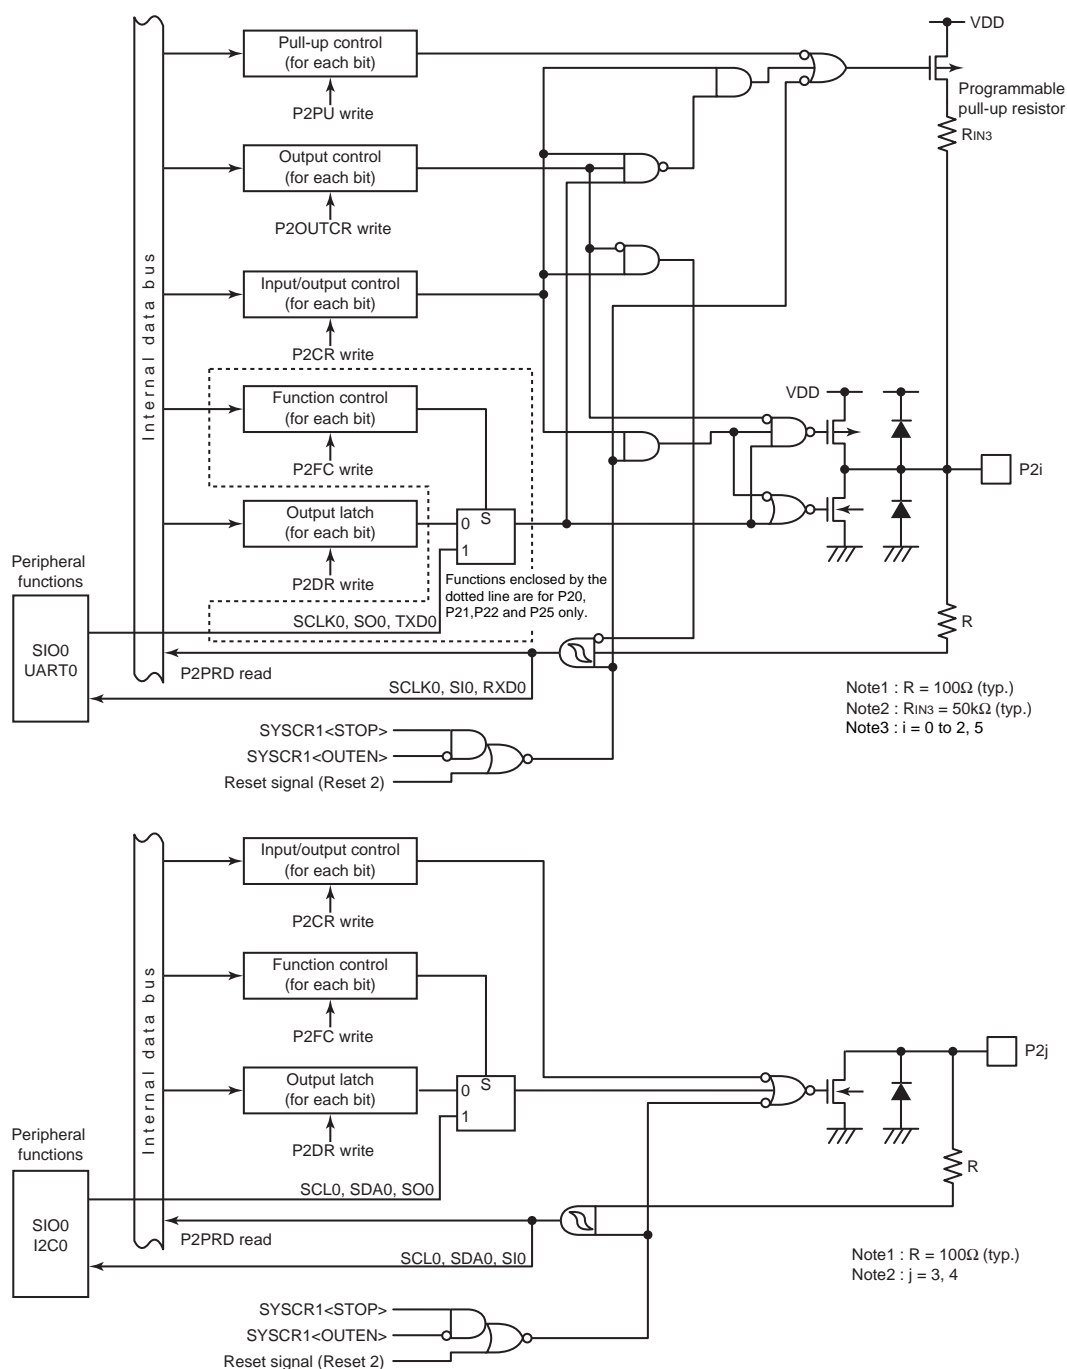 VDD
Pull-up control
(for each bit)
P2PU write
Programmable
pull-up resistor
RIN3
Output control
(for each bit)
P2OUTCR write
Input/output control
(for each bit)
P2CR write
Internal data bus
Function control
(for each bit)
P2FC write
VDD
P2i
Output latch
(for each bit)
P2DR write
0
S
1
Functions enclosed by the
dotted line are for P20,
P21,P22 and P25 only.
Peripheral
functions
SIO0
UART0
SCLK0, SO0, TXD0
R
P2PRD read
SCLK0, SI0, RXD0
Note1 : R = 100Ω (typ.)
Note2 : RIN3 = 50kΩ (typ.)
Note3 : i = 0 to 2, 5
SYSCR1<STOP>
SYSCR1<OUTEN>
Reset signal (Reset 2)
Input/output control
(for each bit)
P2CR write
Internal data bus
Function control
(for each bit)
P2FC write
P2j
Output latch
(for each bit)
P2DR write
0
S
1
Peripheral
functions
SIO0
I2C0
SCL0, SDA0, SO0
R
P2PRD read
SCL0, SDA0, SI0
Note1 : R = 100Ω (typ.)
Note2 : j = 3, 4
SYSCR1<STOP>
SYSCR1<OUTEN>
Reset signal (Reset 2)